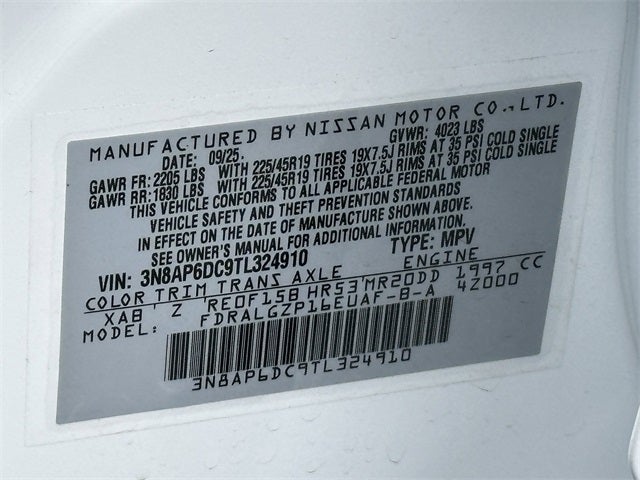 MANUFACTURED BY NISSAN MOTOR CO., LTD.
DATE: 09/25. GVWR: 4023 LBS
GAWR FR: 2205 LBS WITH 225/45R19 TIRES 19X7.5J RIMS AT 35 PSI COLD SINGLE
GAWR RR: 1830 LBS WITH 225/45R19 TIRES 19X7.5J RIMS AT 35 PSI COLD SINGLE
THIS VEHICLE CONFORMS TO ALL APPLICABLE FEDERAL MOTOR
VEHICLE SAFETY AND THEFT PREVENTION STANDARDS
IN EFFECT ON THE DATE OF MANUFACTURE SHOWN ABOVE.
SEE OWNER'S MANUAL FOR ADDITIONAL INFORMATION.
VIN: 3N8AP6DC9TL324910 TYPE: MPV
COLOR TRIM TRANS AXLE ENGINE
XAB Z RE0F15B HR53 MR20DD 1997 CC
MODEL: FDRALGZP16EUAF-B-A 4Z000
3N8AP6DC9TL324910